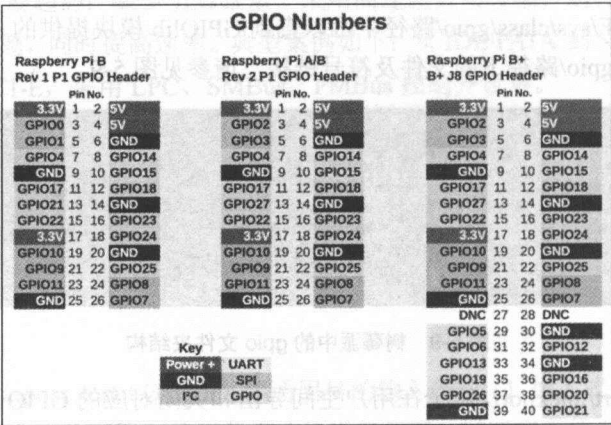 GPIO Numbers
Raspberry Pi B
Rev 1 P1 GPIO Header
Pin No.
3.3V 1 2 5V
GPIO0 3 4 5V
GPIO1 5 6 GND
GPIO4 7 8 GPIO14
GND 9 10 GPIO15
GPIO17 11 12 GPIO18
GPIO21 13 14 GND
GPIO22 15 16 GPIO23
3.3V 17 18 GPIO24
GPIO10 19 20 GND
GPIO9 21 22 GPIO25
GPIO11 23 24 GPIO8
GND 25 26 GPIO7
Raspberry Pi A/B
Rev 2 P1 GPIO Header
Pin No.
3.3V 1 2 5V
GPIO2 3 4 5V
GPIO3 5 6 GND
GPIO4 7 8 GPIO14
GND 9 10 GPIO15
GPIO17 11 12 GPIO18
GPIO27 13 14 GND
GPIO22 15 16 GPIO23
3.3V 17 18 GPIO24
GPIO10 19 20 GND
GPIO9 21 22 GPIO25
GPIO11 23 24 GPIO8
GND 25 26 GPIO7
Raspberry Pi B+
B+ J8 GPIO Header
Pin No.
3.3V 1 2 5V
GPIO2 3 4 5V
GPIO3 5 6 GND
GPIO4 7 8 GPIO14
GND 9 10 GPIO15
GPIO17 11 12 GPIO18
GPIO27 13 14 GND
GPIO22 15 16 GPIO23
3.3V 17 18 GPIO24
GPIO10 19 20 GND
GPIO9 21 22 GPIO25
GPIO11 23 24 GPIO8
GND 25 26 GPIO7
DNC 27 28 DNC
GPIO5 29 30 GND
GPIO6 31 32 GPIO12
GPIO13 33 34 GND
GPIO19 35 36 GPIO16
GPIO26 37 38 GPIO20
GND 39 40 GPIO21
Key
Power + UART
GND SPI
I²C GPIO